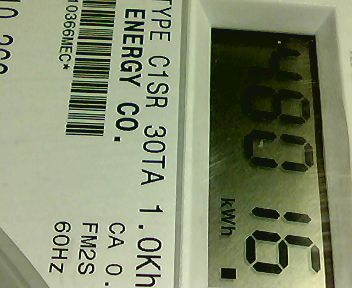 48016
kWh
TYPE C1SR 30TA 1.0Kh
ENERGY CO.
CA 0.
FM2S
10366MEC*
60Hz